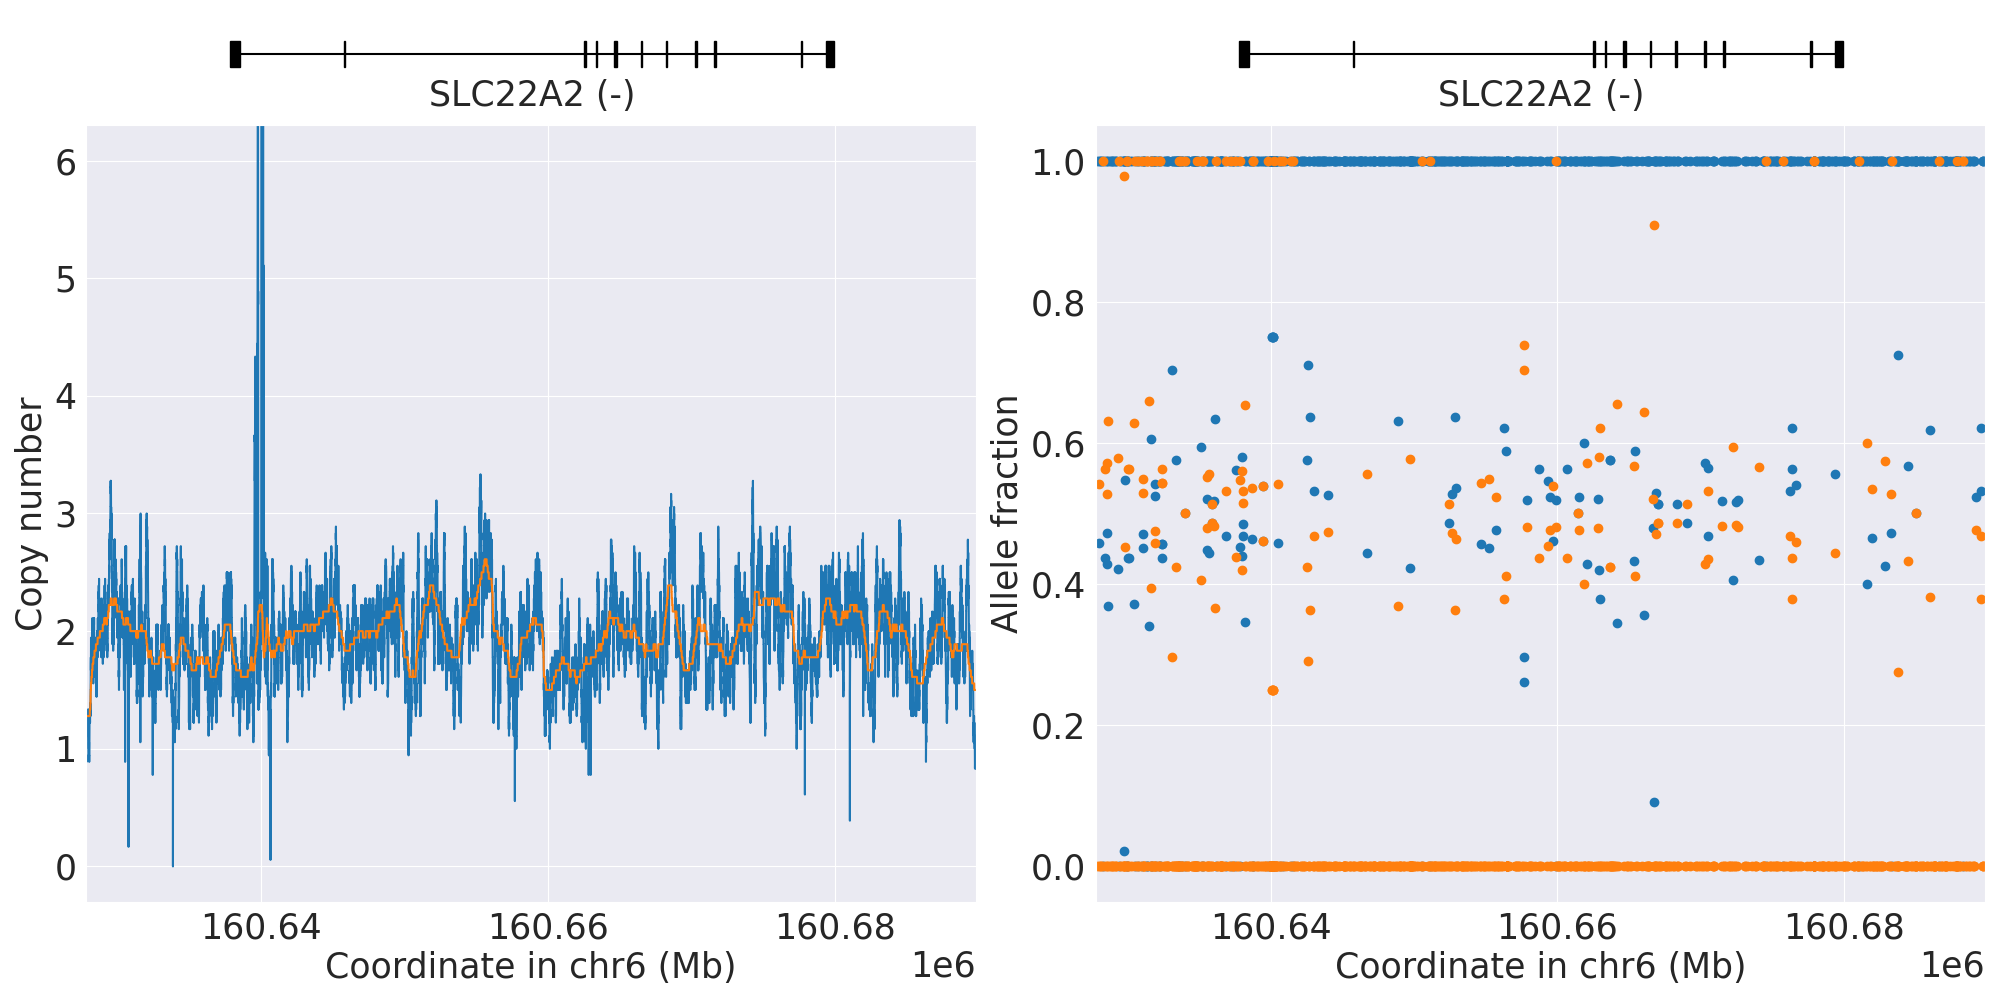 SLC22A2 (-)
Copy number
6
5
4
3
2
1
0
160.64
160.66
160.68
Coordinate in chr6 (Mb)
1e6
SLC22A2 (-)
Allele fraction
1.0
0.8
0.6
0.4
0.2
0.0
160.64
160.66
160.68
Coordinate in chr6 (Mb)
1e6